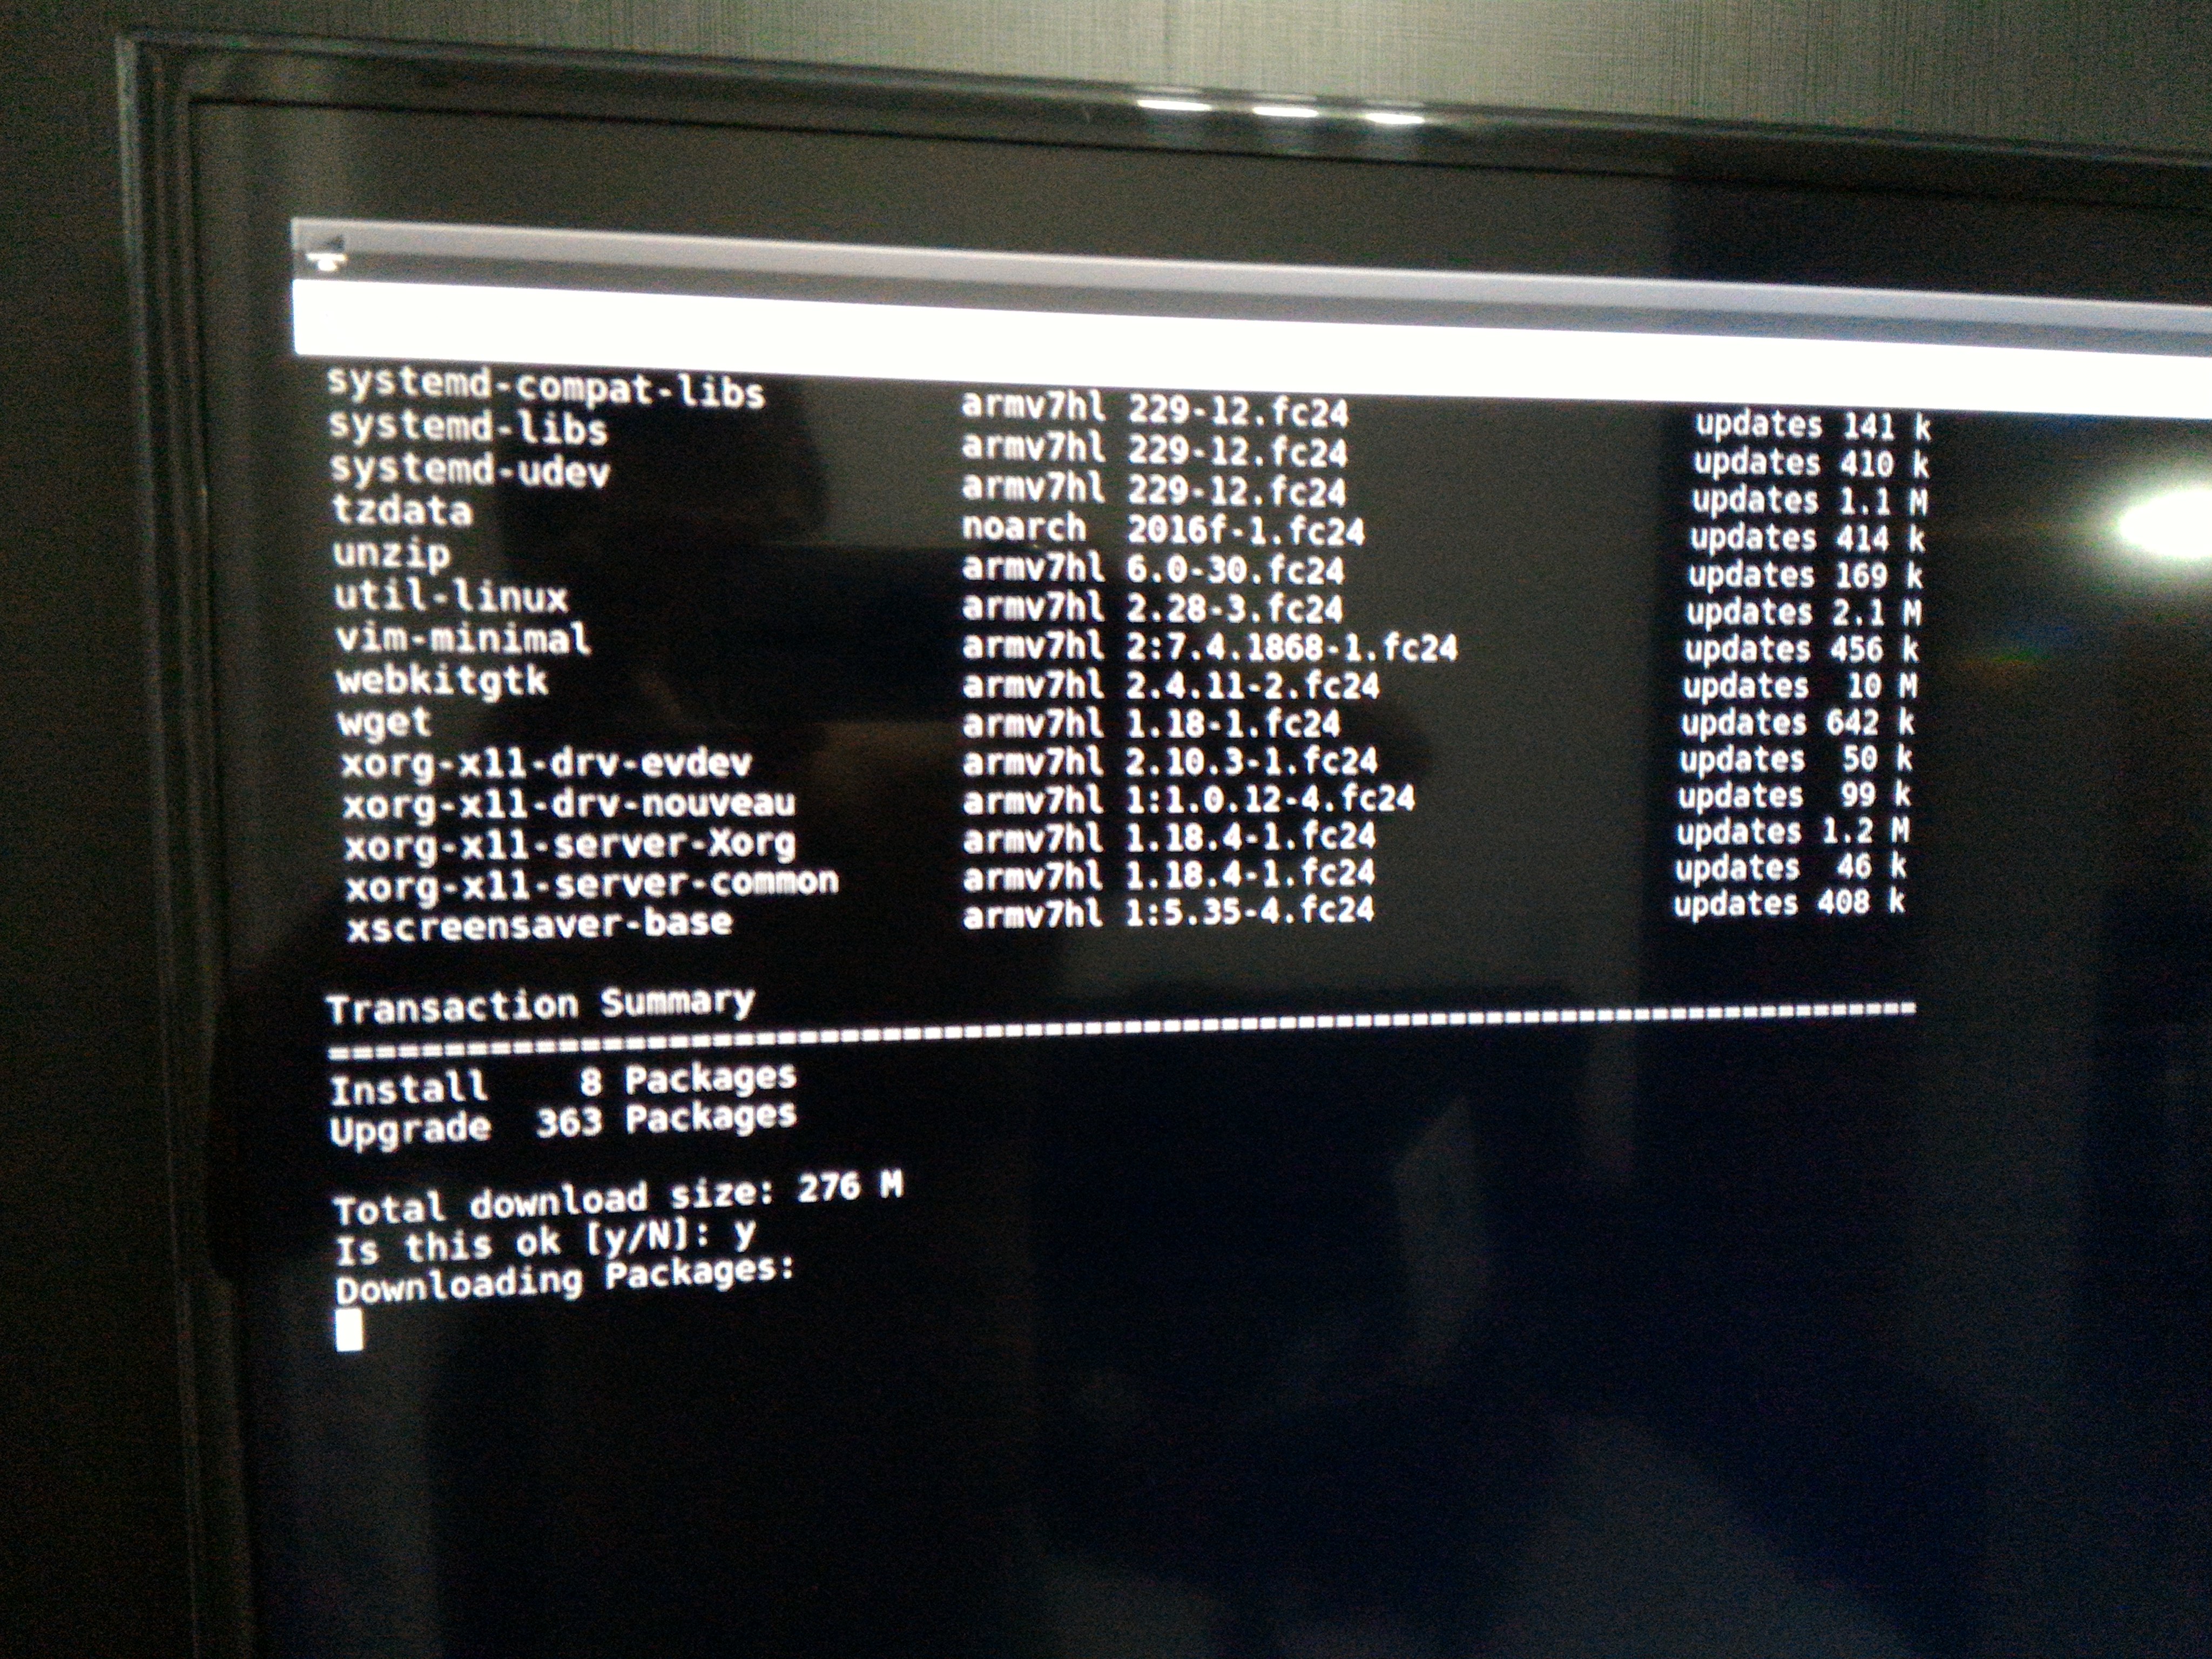 systemd-compat-libs armv7hl 229-12.fc24 updates 141 k
systemd-libs armv7hl 229-12.fc24 updates 410 k
systemd-udev armv7hl 229-12.fc24 updates 1.1 M
tzdata noarch 2016f-1.fc24 updates 414 k
unzip armv7hl 6.0-30.fc24 updates 169 k
util-linux armv7hl 2.28-3.fc24 updates 2.1 M
vim-minimal armv7hl 2:7.4.1868-1.fc24 updates 456 k
webkitgtk armv7hl 2.4.11-2.fc24 updates 10 M
wget armv7hl 1.18-1.fc24 updates 642 k
xorg-x11-drv-evdev armv7hl 2.10.3-1.fc24 updates 50 k
xorg-x11-drv-nouveau armv7hl 1:1.0.12-4.fc24 updates 99 k
xorg-x11-server-Xorg armv7hl 1.18.4-1.fc24 updates 1.2 M
xorg-x11-server-common armv7hl 1.18.4-1.fc24 updates 46 k
xscreensaver-base armv7hl 1:5.35-4.fc24 updates 408 k
Transaction Summary
================================================================================
Install 8 Packages
Upgrade 363 Packages
Total download size: 276 M
Is this ok [y/N]: y
Downloading Packages: